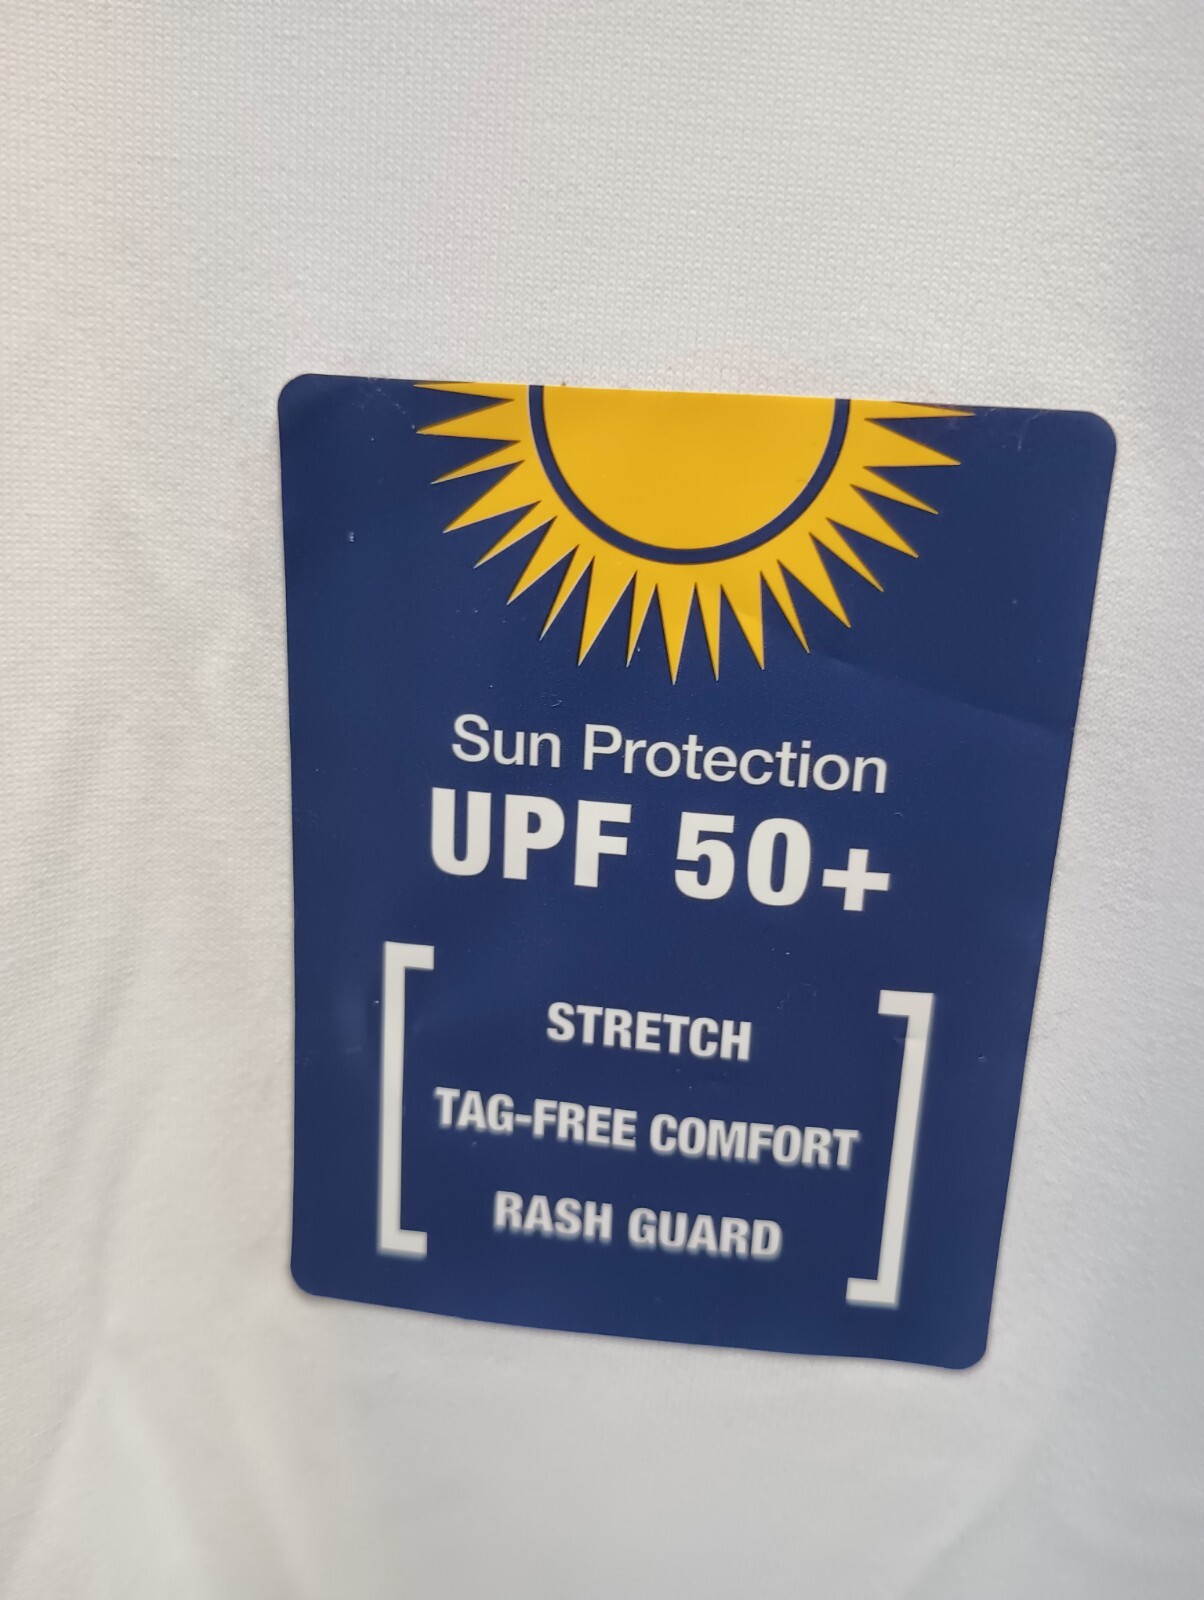 Sun Protection
UPF 50+
STRETCH
TAG-FREE COMFORT
RASH GUARD